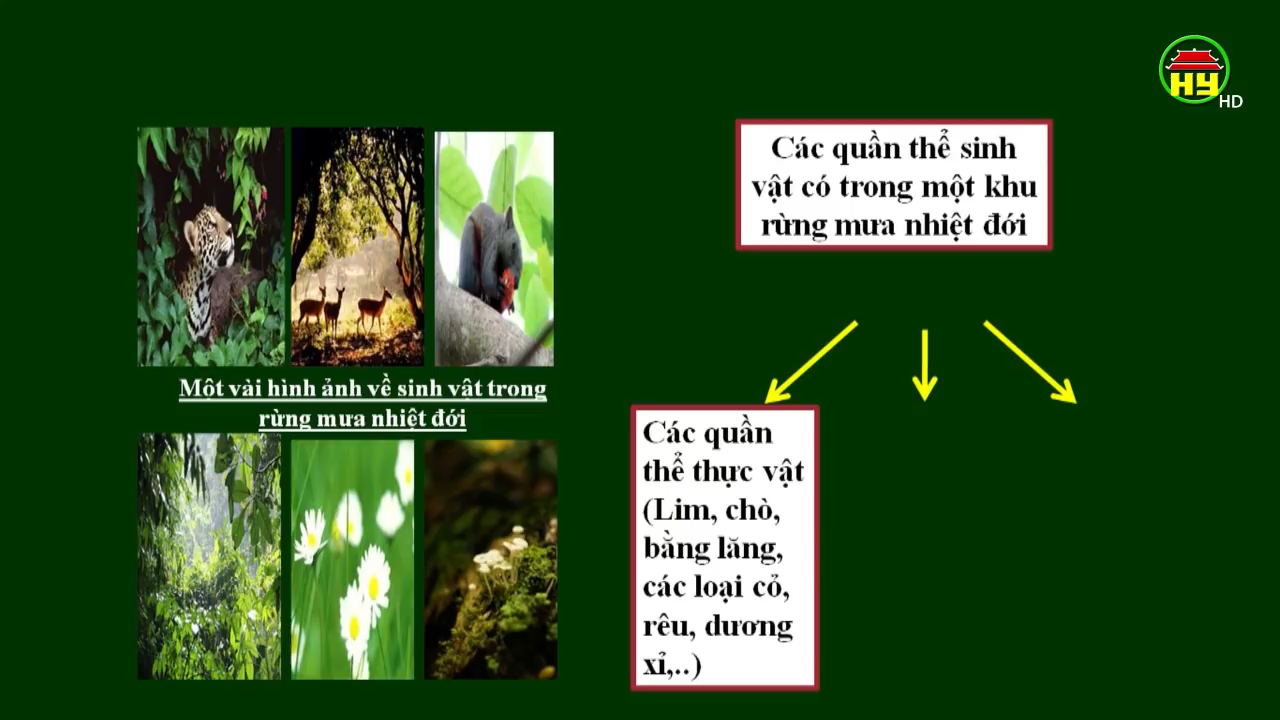 HY
HD
Các quần thể sinh
vật có trong một khu
rừng mưa nhiệt đới
Một vài hình ảnh về sinh vật trong
rừng mưa nhiệt đới
Các quần
thể thực vật
(Lim, chò,
bằng lăng,
các loại cỏ,
rêu, dương
xỉ,..)